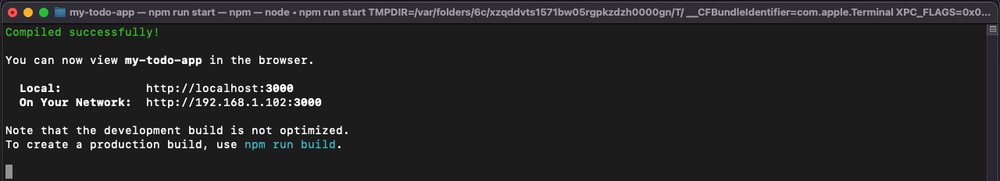 my-todo-app — npm run start — npm — node ◂ npm run start TMPDIR=/var/folders/6c/xzqddvts1571bw05rgpkzdzh0000gn/T/ __CFBundleIdentifier=com.apple.Terminal XPC_FLAGS=0x0...
Compiled successfully!
You can now view my-todo-app in the browser.
Local: http://localhost:3000
On Your Network: http://192.168.1.102:3000
Note that the development build is not optimized.
To create a production build, use npm run build.